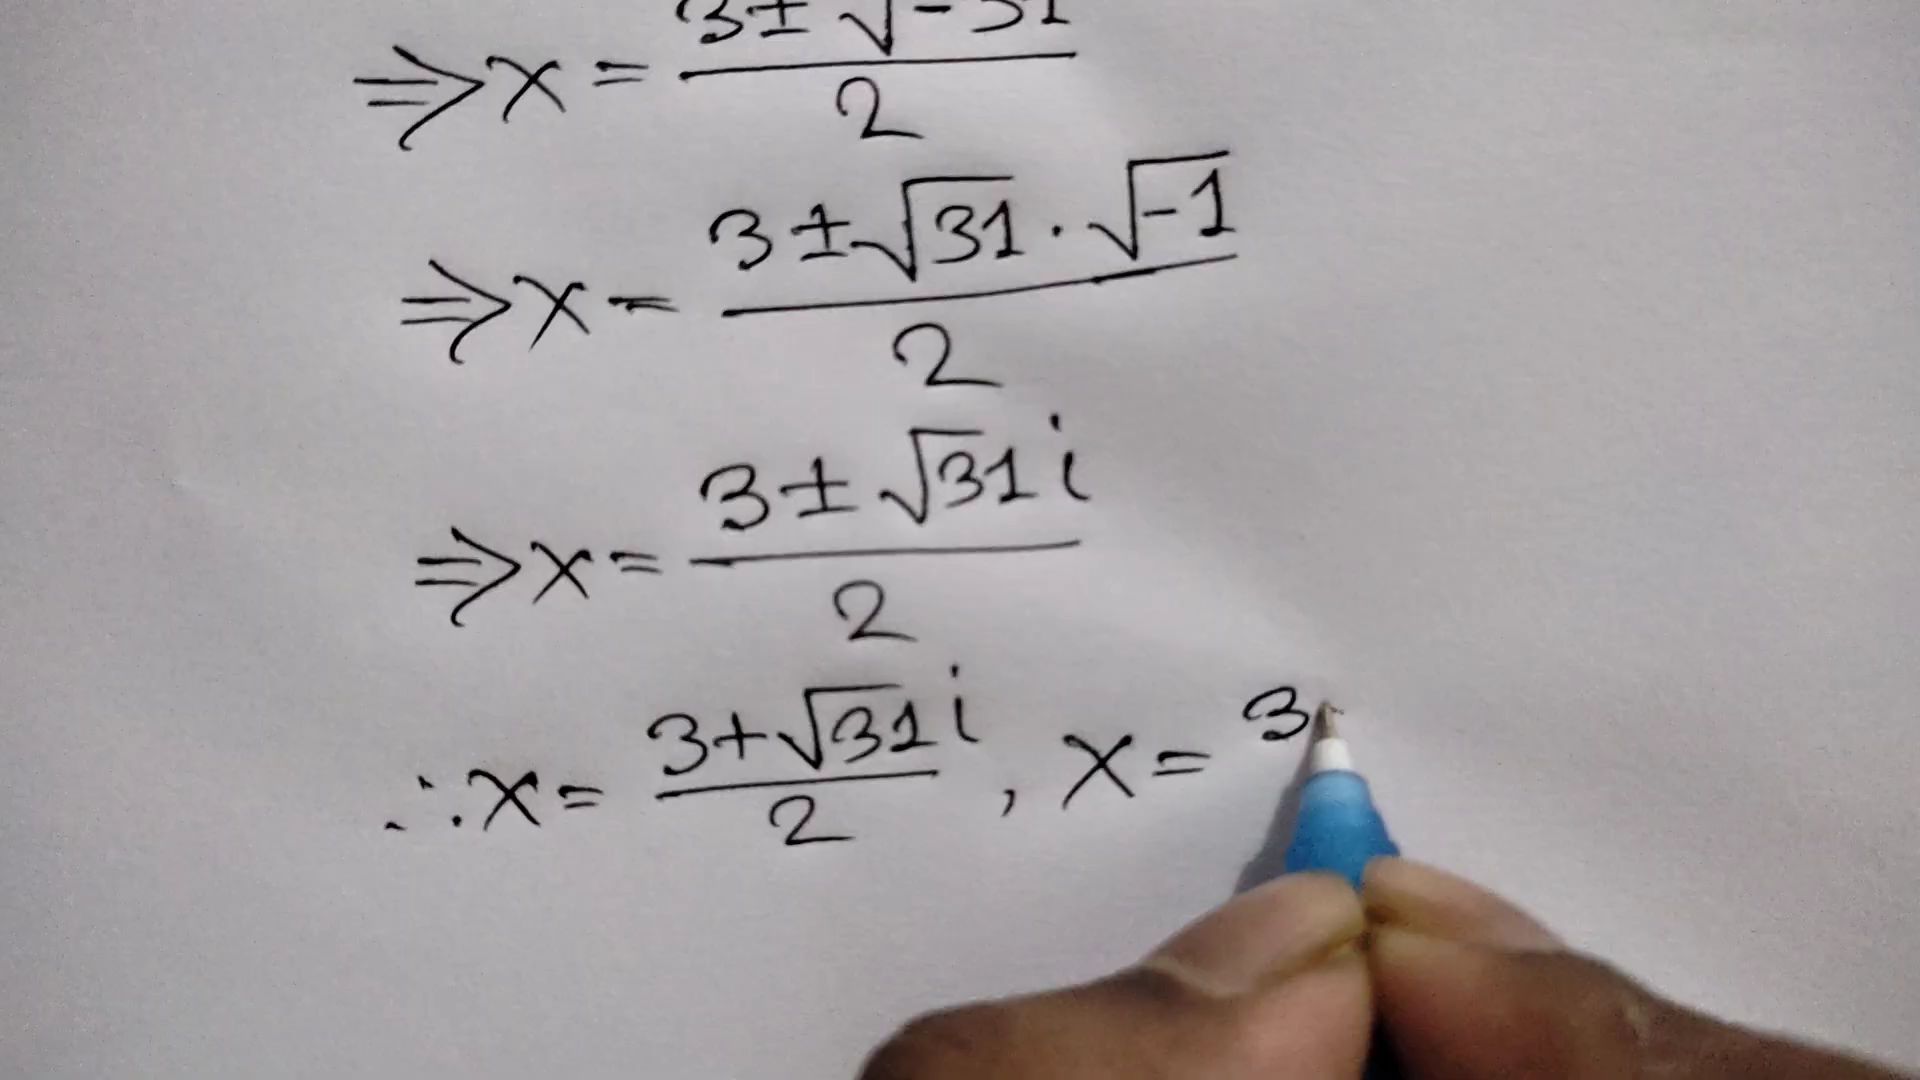 ⇒ x = (3 ± √-31) / 2
⇒ x = (3 ± √31 · √-1) / 2
⇒ x = (3 ± √31 i) / 2
∴ x = (3 + √31 i) / 2 , x = 3